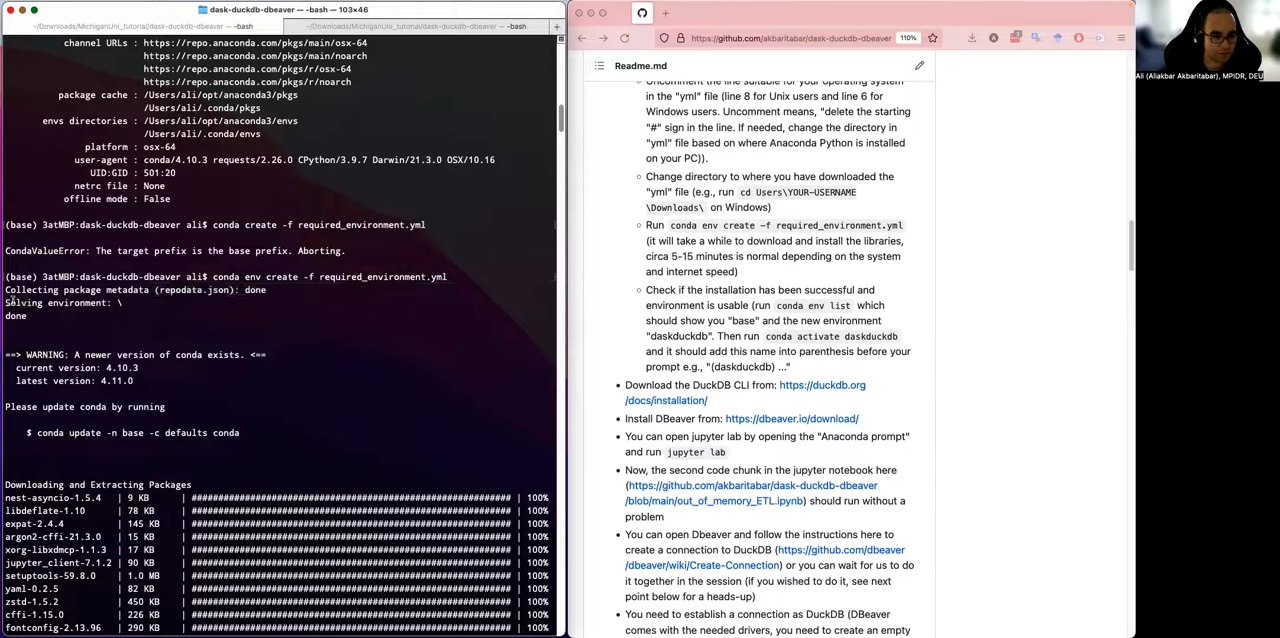 dask-duckdb-dbeaver — -bash — 103×46
~/Downloads/MichiganUni_tutorial/dask-duckdb-dbeaver — -bash
~/Downloads/MichiganUni_tutorial/dask-duckdb-dbeaver — -bash +
channel URLs : https://repo.anaconda.com/pkgs/main/osx-64
https://repo.anaconda.com/pkgs/main/noarch
https://repo.anaconda.com/pkgs/r/osx-64
https://repo.anaconda.com/pkgs/r/noarch
package cache : /Users/ali/opt/anaconda3/pkgs
/Users/ali/.conda/pkgs
envs directories : /Users/ali/opt/anaconda3/envs
/Users/ali/.conda/envs
platform : osx-64
user-agent : conda/4.10.3 requests/2.26.0 CPython/3.9.7 Darwin/21.3.0 OSX/10.16
UID:GID : 501:20
netrc file : None
offline mode : False
(base) 3atMBP:dask-duckdb-dbeaver ali$ conda create -f required_environment.yml
CondaValueError: The target prefix is the base prefix. Aborting.
(base) 3atMBP:dask-duckdb-dbeaver ali$ conda env create -f required_environment.yml
Collecting package metadata (repodata.json): done
Solving environment: \
done
==> WARNING: A newer version of conda exists. <==
current version: 4.10.3
latest version: 4.11.0
Please update conda by running
$ conda update -n base -c defaults conda
Downloading and Extracting Packages
nest-asyncio-1.5.4 | 9 KB | ############################################################ | 100%
libdeflate-1.10 | 78 KB | ############################################################ | 100%
expat-2.4.4 | 145 KB | ############################################################ | 100%
argon2-cffi-21.3.0 | 15 KB | ############################################################ | 100%
xorg-libxdmcp-1.1.3 | 17 KB | ############################################################ | 100%
jupyter_client-7.1.2 | 90 KB | ############################################################ | 100%
setuptools-59.8.0 | 1.0 MB | ############################################################ | 100%
yaml-0.2.5 | 82 KB | ############################################################ | 100%
zstd-1.5.2 | 450 KB | ############################################################ | 100%
cffi-1.15.0 | 226 KB | ############################################################ | 100%
fontconfig-2.13.96 | 290 KB | ############################################################ | 100%
https://github.com/akbaritabar/dask-duckdb-dbeaver 110%
Readme.md
Uncomment the line suitable for your operating system
in the "yml" file (line 8 for Unix users and line 6 for
Windows users. Uncomment means, "delete the starting
"#" sign in the line. If needed, change the directory in
"yml" file based on where Anaconda Python is installed
on your PC)).
Change directory to where you have downloaded the
"yml" file (e.g., run cd Users\YOUR-USERNAME
\Downloads\ on Windows)
Run conda env create -f required_environment.yml
(it will take a while to download and install the libraries,
circa 5-15 minutes is normal depending on the system
and internet speed)
Check if the installation has been successful and
environment is usable (run conda env list which
should show you "base" and the new environment
"daskduckdb". Then run conda activate daskduckdb
and it should add this name into parenthesis before your
prompt e.g., "(daskduckdb) ..."
Download the DuckDB CLI from: https://duckdb.org
/docs/installation/
Install DBeaver from: https://dbeaver.io/download/
You can open jupyter lab by opening the "Anaconda prompt"
and run jupyter lab
Now, the second code chunk in the jupyter notebook here
(https://github.com/akbaritabar/dask-duckdb-dbeaver
/blob/main/out_of_memory_ETL.ipynb) should run without a
problem
You can open Dbeaver and follow the instructions here to
create a connection to DuckDB (https://github.com/dbeaver
/dbeaver/wiki/Create-Connection) or you can wait for us to do
it together in the session (if you wished to do it, see next
point below for a heads-up)
You need to establish a connection as DuckDB (DBeaver
comes with the needed drivers, you need to create an empty
Ali (Aliakbar Akbaritabar), MPIDR, DEU